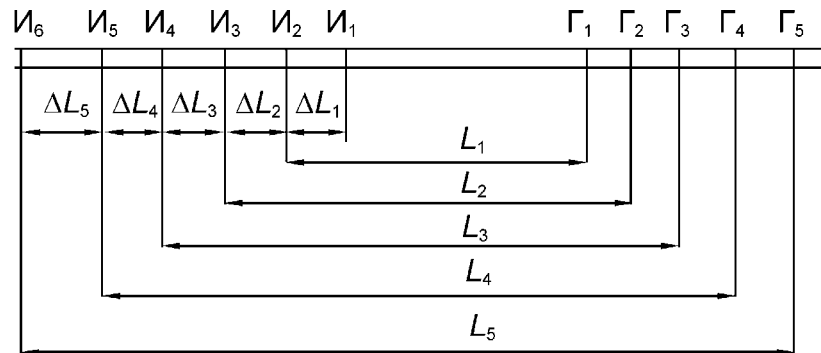 И₆ И₅ И₄ И₃ И₂ И₁ Г₁ Г₂ Г₃ Г₄ Г₅
ΔL₅ ΔL₄ ΔL₃ ΔL₂ ΔL₁
L₁
L₂
L₃
L₄
L₅